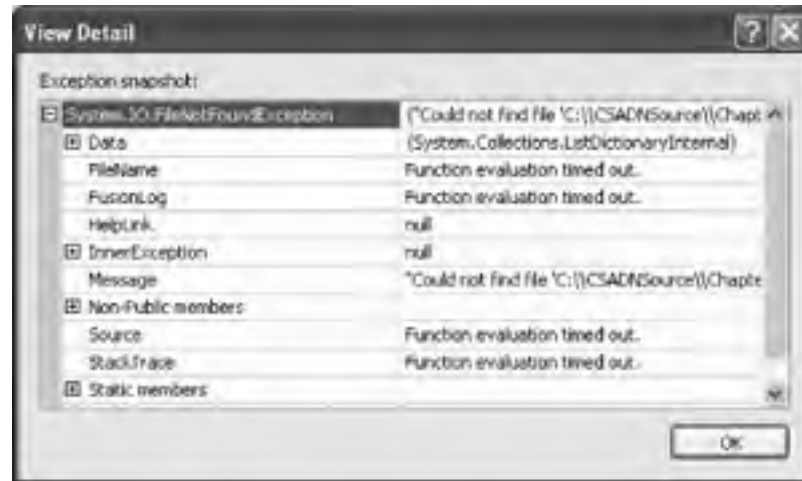 View Detail
Exception snapshot:
System.IO.FileNotFoundException {"Could not find file 'C:\\CSADNSource\\Chapt
Data {System.Collections.ListDictionaryInternal}
FileName Function evaluation timed out.
FusionLog Function evaluation timed out.
HelpLink null
InnerException null
Message "Could not find file 'C:\\CSADNSource\\Chapte
Non-Public members
Source Function evaluation timed out.
StackTrace Function evaluation timed out.
Static members
OK